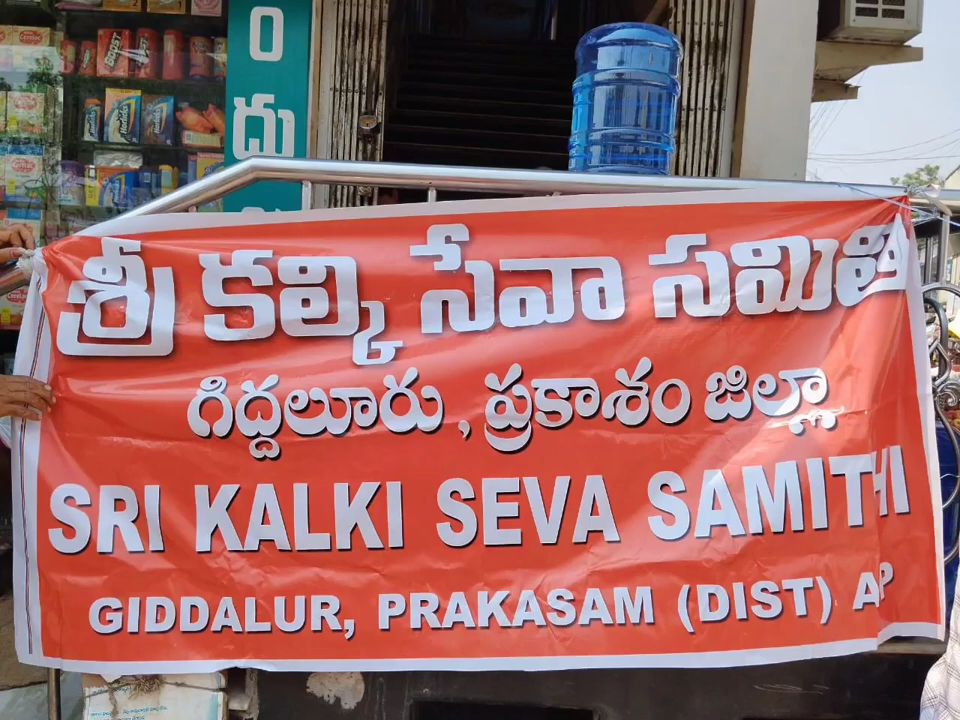 శ్రీ కల్కి సేవా సమితి
గిద్దలూరు, ప్రకాశం జిల్లా
SRI KALKI SEVA SAMITHI
GIDDALUR, PRAKASAM (DIST) AP